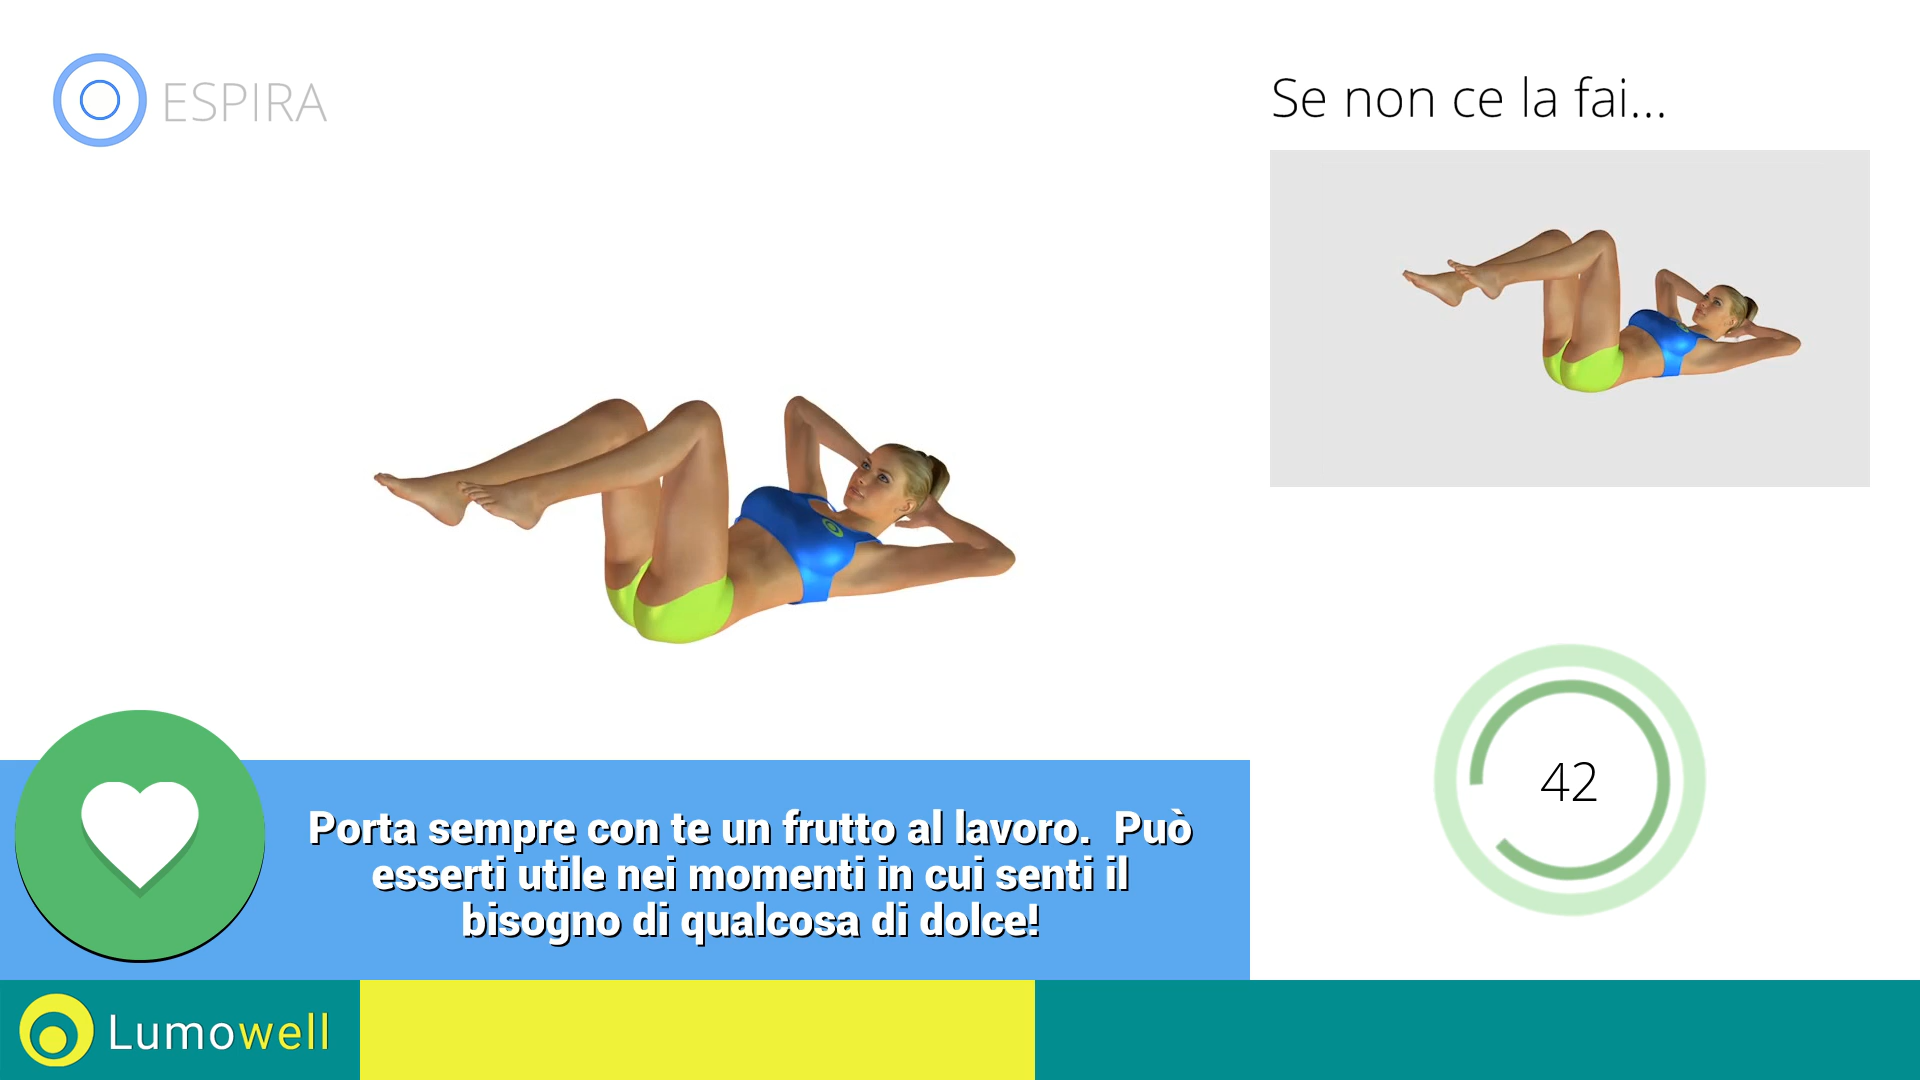 ESPIRA
Se non ce la fai...
42
Porta sempre con te un frutto al lavoro.  Può
esserti utile nei momenti in cui senti il
bisogno di qualcosa di dolce!
Lumowell